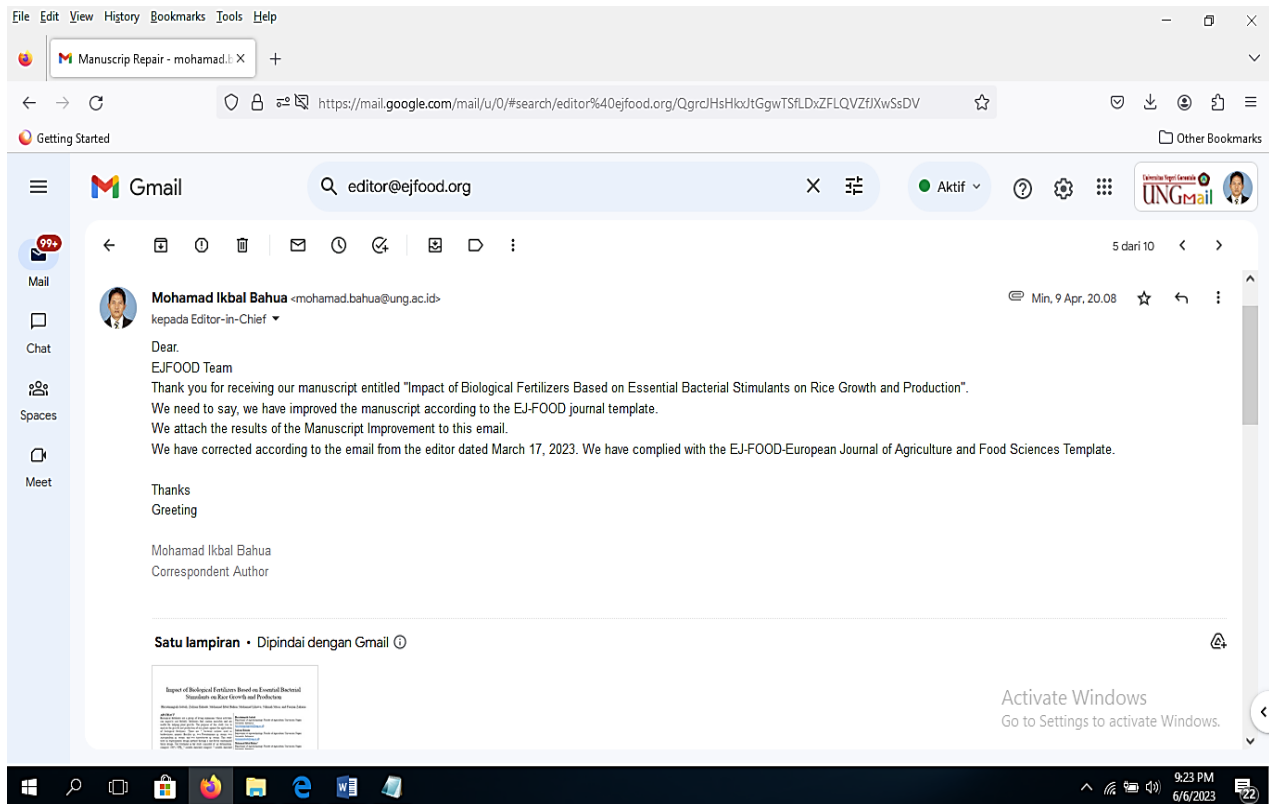 File Edit View History Bookmarks Tools Help
Manuscrip Repair - mohamad.b
https://mail.google.com/mail/u/0/#search/editor%40ejfood.org/QgrcJHsHkxJtGgwTSfLDxZFLQVZfJXwSsDV
Getting Started
Other Bookmarks
Gmail
editor@ejfood.org
Aktif
Universitas Negeri Gorontalo
UNGmail
99+
Mail
Chat
Spaces
Meet
5 dari 10
Mohamad Ikbal Bahua <mohamad.bahua@ung.ac.id>
Min, 9 Apr, 20.08
kepada Editor-in-Chief
Dear.
EJFOOD Team
Thank you for receiving our manuscript entitled "Impact of Biological Fertilizers Based on Essential Bacterial Stimulants on Rice Growth and Production".
We need to say, we have improved the manuscript according to the EJ-FOOD journal template.
We attach the results of the Manuscript Improvement to this email.
We have corrected according to the email from the editor dated March 17, 2023. We have complied with the EJ-FOOD-European Journal of Agriculture and Food Sciences Template.
Thanks
Greeting
Mohamad Ikbal Bahua
Correspondent Author
Satu lampiran • Dipindai dengan Gmail
Impact of Biological Fertilizers Based on Essential Bacterial
Stimulants on Rice Growth and Production
Activate Windows
Go to Settings to activate Windows.
9:23 PM
6/6/2023
22